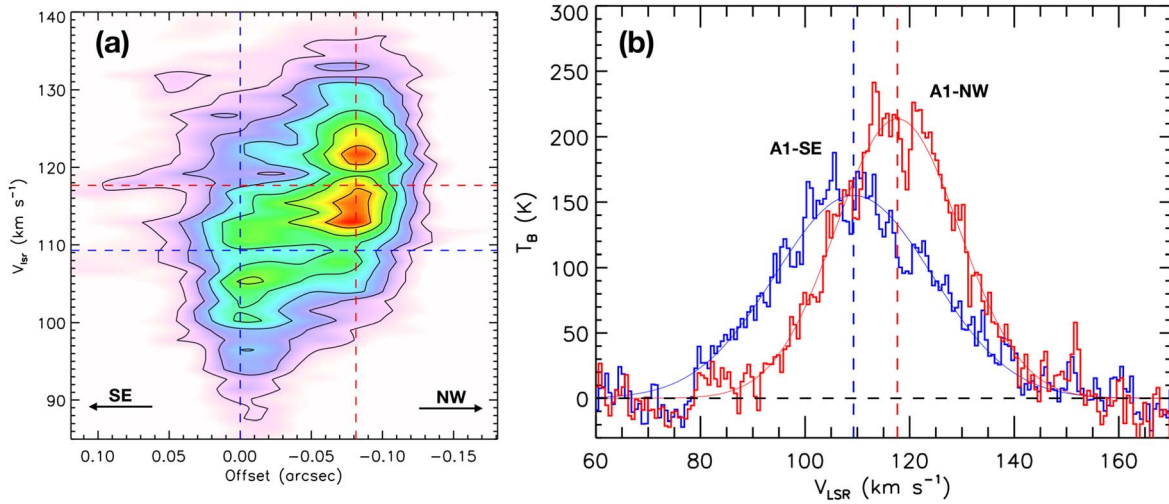 (a)
140
130
120
110
100
90
V_lsr (km s⁻¹)
SE
NW
0.10 0.05 0.00 -0.05 -0.10 -0.15
Offset (arcsec)
(b)
300
250
200
150
100
50
0
T_B (K)
A1-NW
A1-SE
60 80 100 120 140 160
V_LSR (km s⁻¹)